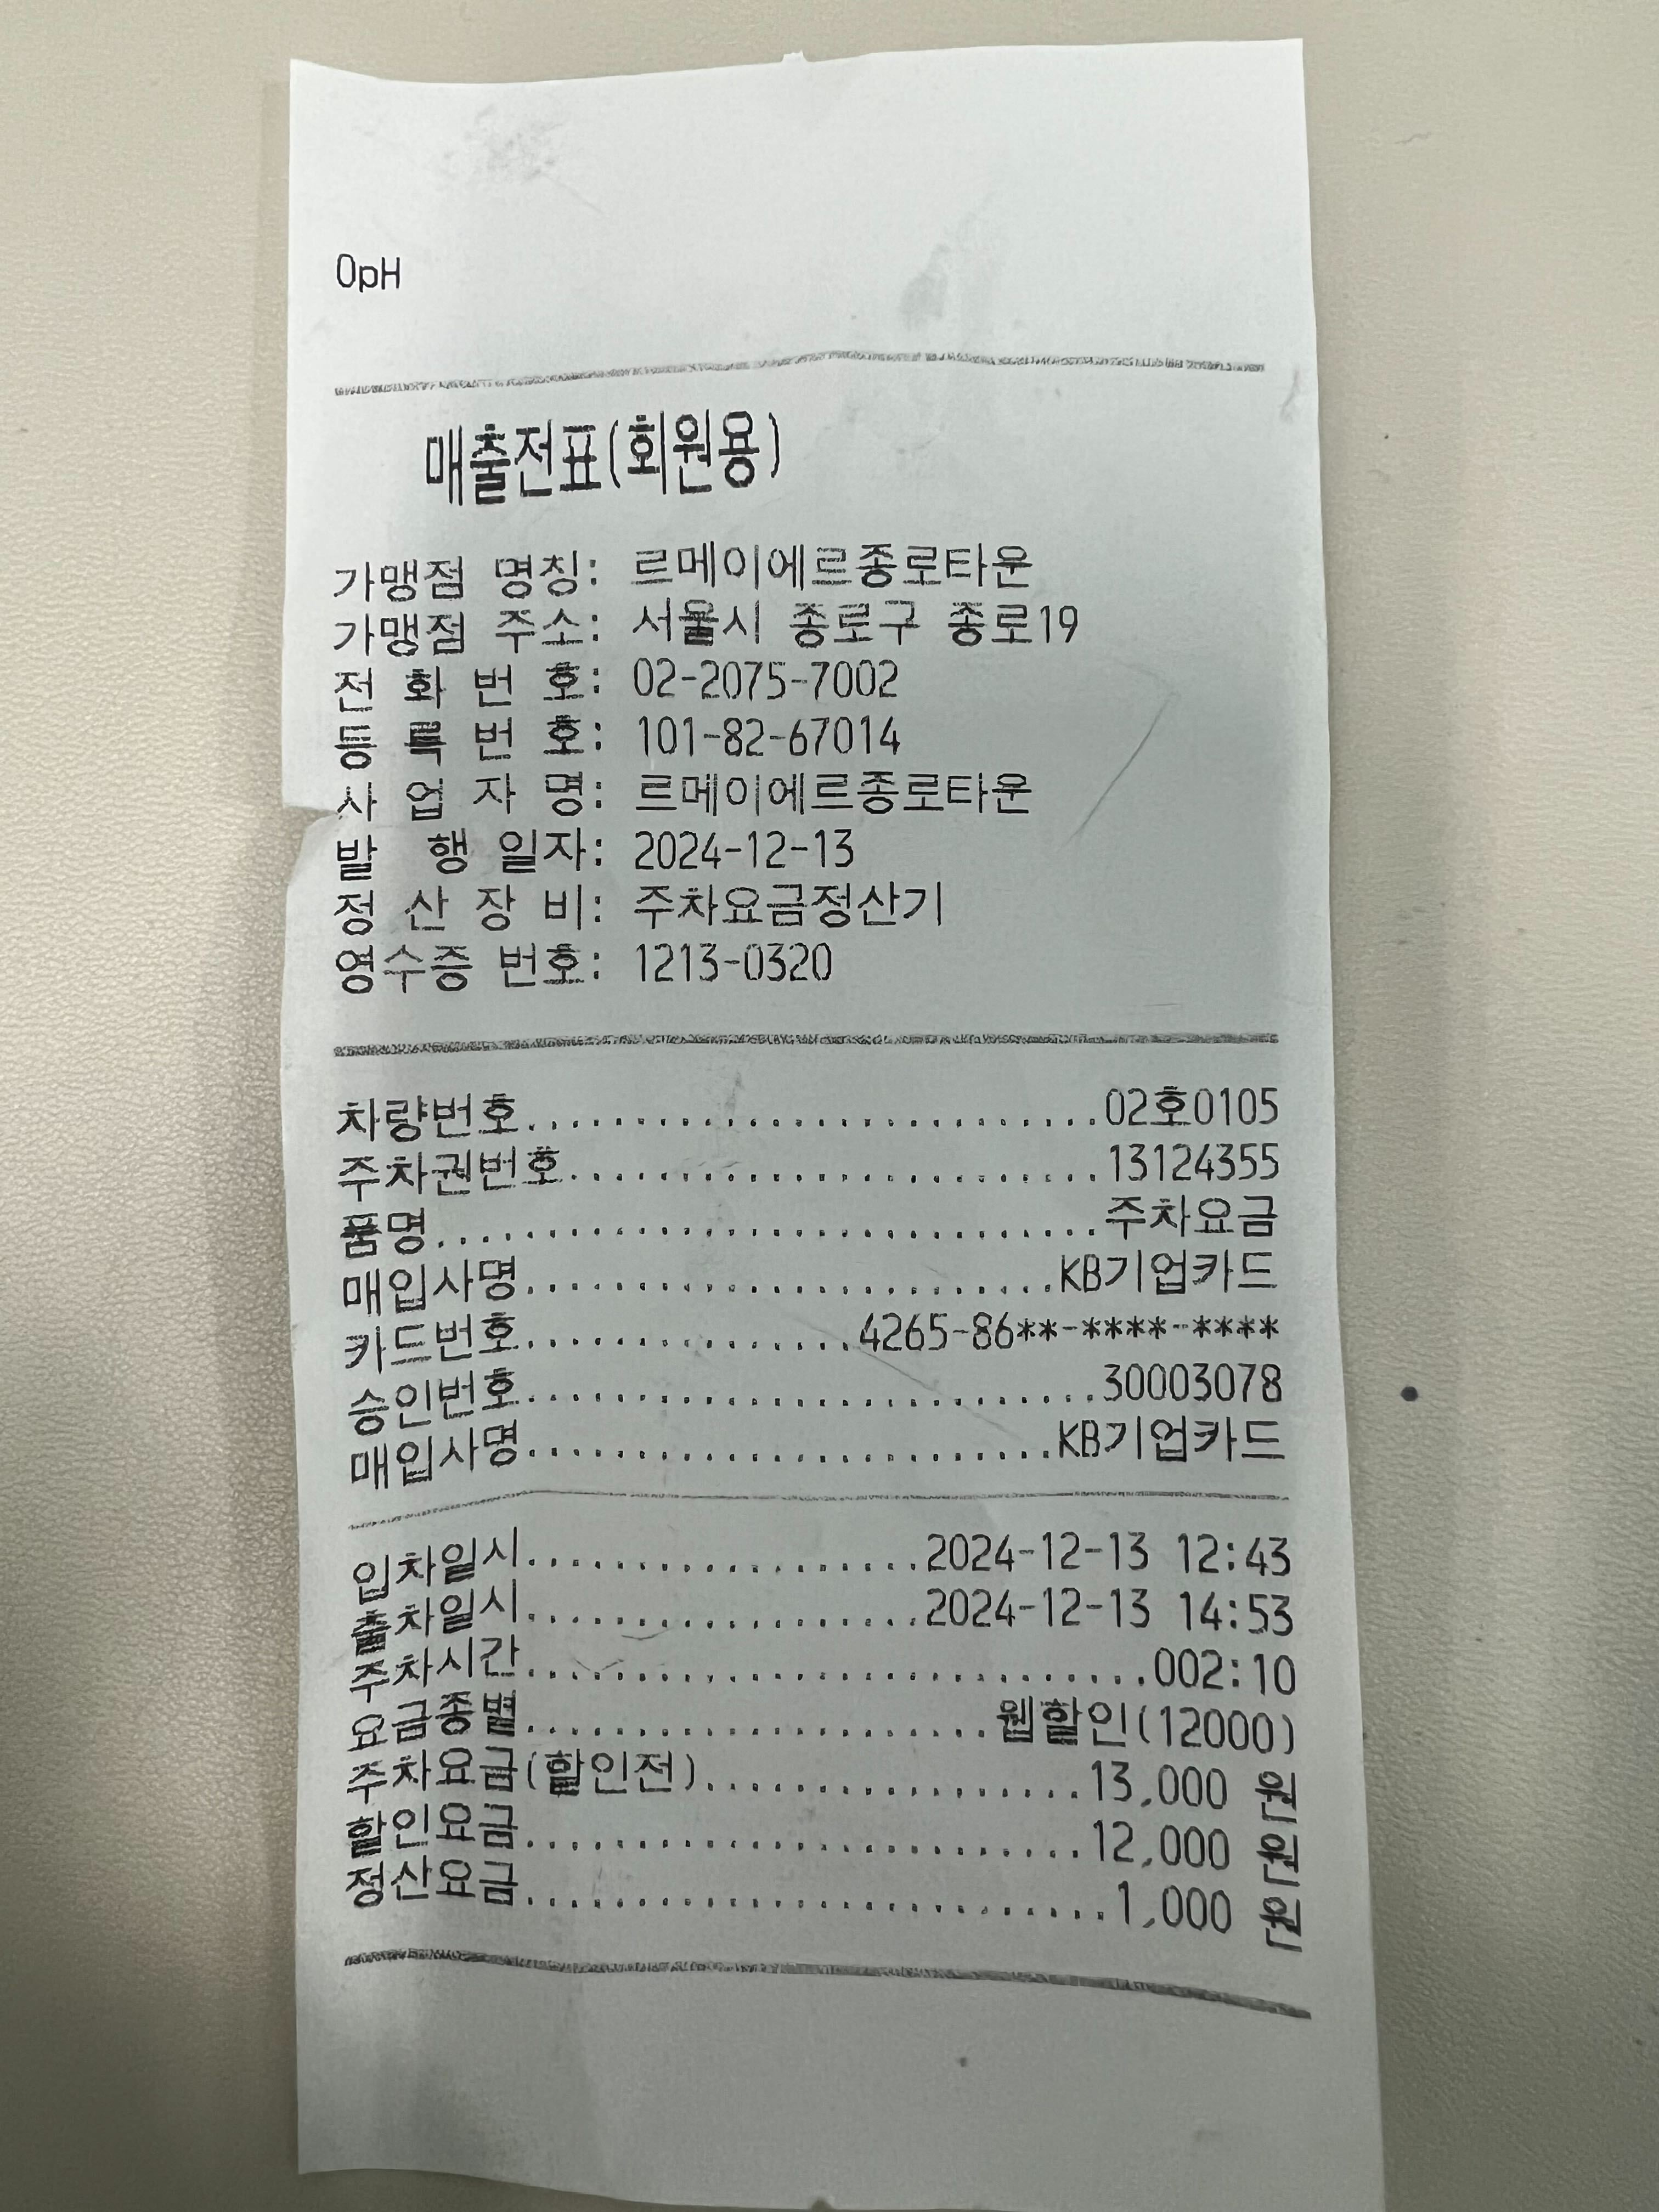 0pH
매출전표(회원용)
가맹점 명칭: 르메이에르종로타운
가맹점 주소: 서울시 종로구 종로19
전 화 번 호: 02-2075-7002
등 록 번 호: 101-82-67014
사 업 자 명: 르메이에르종로타운
발 행 일자: 2024-12-13
정 산 장 비: 주차요금정산기
영수증 번호: 1213-0320
차량번호..........................02호0105
주차권번호........................13124355
품명..............................주차요금
매입사명........................KB기업카드
카드번호...............4265-86**-****-****
승인번호..........................30003078
매입사명........................KB기업카드
입차일시..................2024-12-13 12:43
출차일시..................2024-12-13 14:53
주차시간............................002:10
요금종별.....................웹할인(12000)
주차요금(할인전).................13,000 원
할인요금.........................12,000 원
정산요금..........................1,000 원